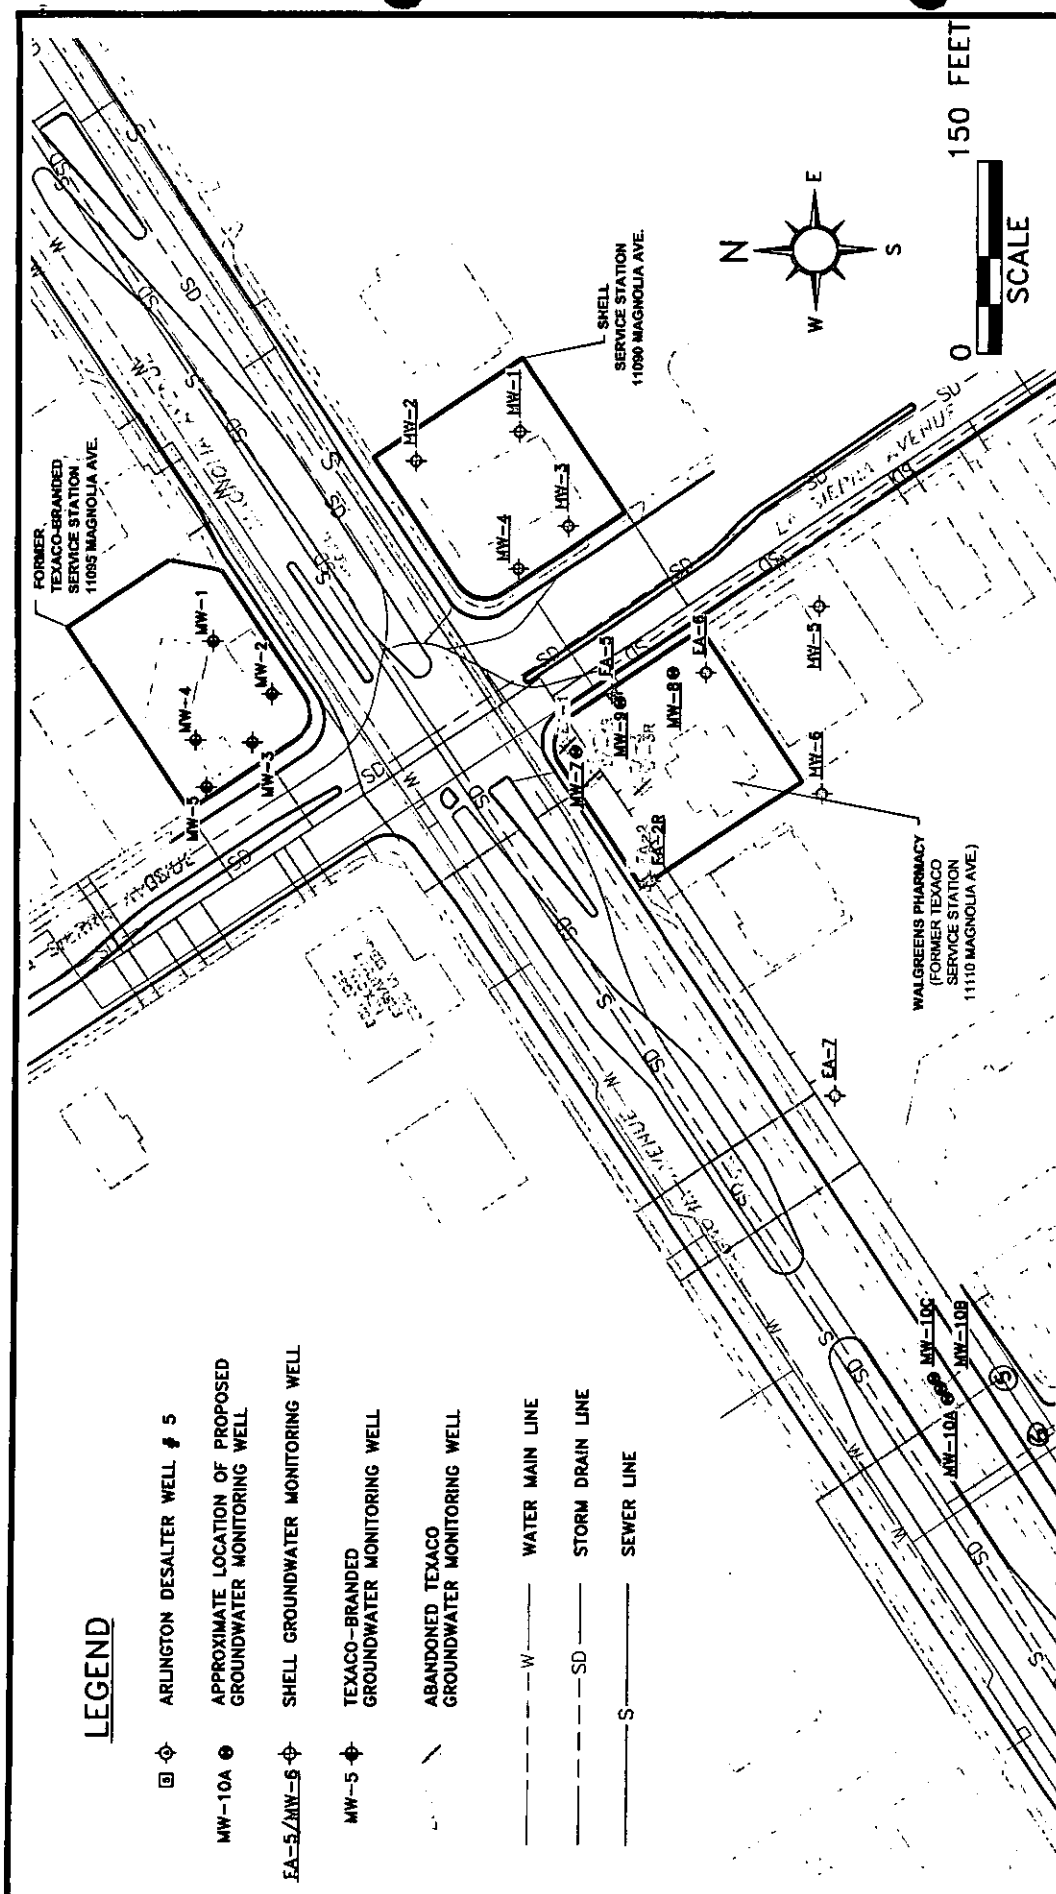 LEGEND
ARLINGTON DESALTER WELL # 5
MW-10A
APPROXIMATE LOCATION OF PROPOSED
GROUNDWATER MONITORING WELL
EA-5/MW-6
SHELL GROUNDWATER MONITORING WELL
MW-5
TEXACO-BRANDED
GROUNDWATER MONITORING WELL
ABANDONED TEXACO
GROUNDWATER MONITORING WELL
W
WATER MAIN LINE
SD
STORM DRAIN LINE
S
SEWER LINE
FORMER
TEXACO-BRANDED
SERVICE STATION
11095 MAGNOLIA AVE.
MW-1
MW-2
MW-4
MW-3
MW-5
SHELL
SERVICE STATION
11090 MAGNOLIA AVE.
MW-2
MW-1
MW-3
MW-4
EA-5
EA-6
MW-9
MW-8
MW-7
EA-2R
MW-5
MW-6
WALGREENS PHARMACY
(FORMER TEXACO
SERVICE STATION
11110 MAGNOLIA AVE.)
EA-7
MW-10C
MW-10B
MW-10A
AVENUE
N
E
S
W
0
150 FEET
SCALE